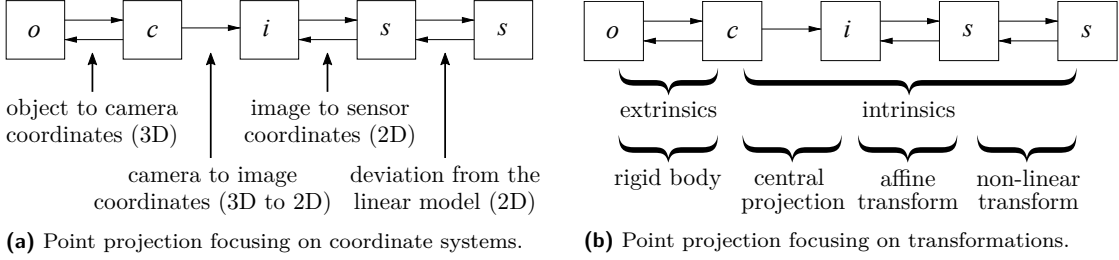 o c i s s
object to camera
coordinates (3D)
image to sensor
coordinates (2D)
camera to image
coordinates (3D to 2D)
deviation from the
linear model (2D)
(a) Point projection focusing on coordinate systems.
o c i s s
extrinsics
intrinsics
rigid body
central
projection
affine
transform
non-linear
transform
(b) Point projection focusing on transformations.